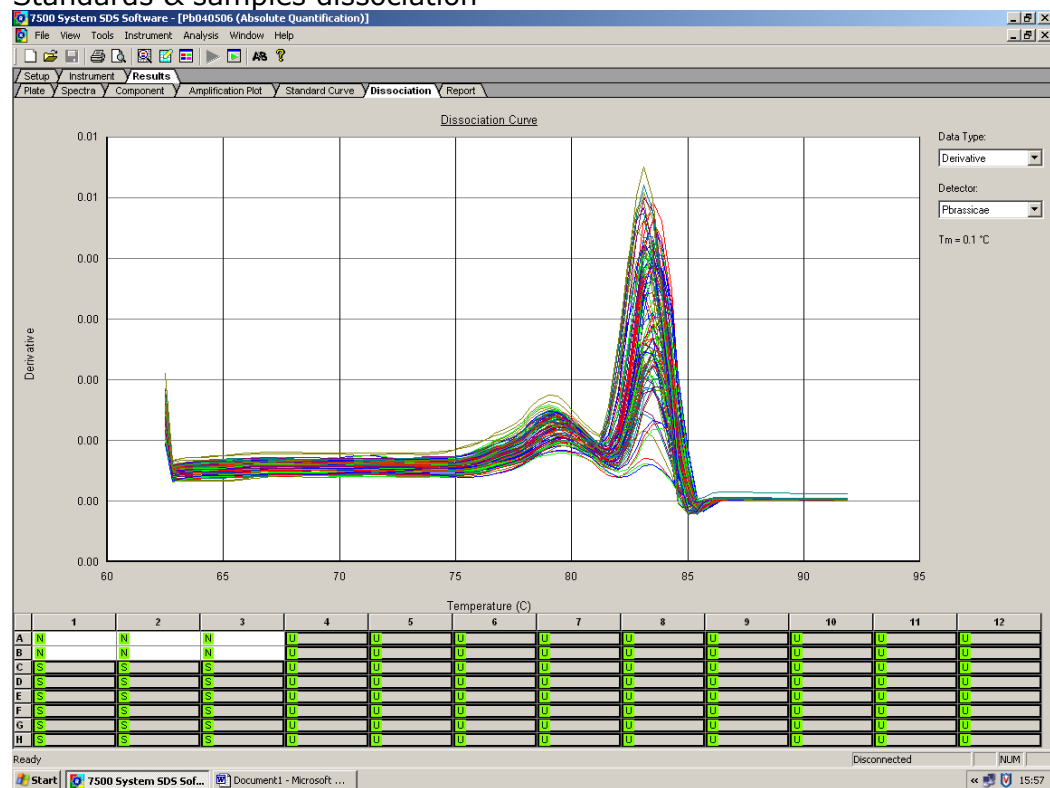 Standards & samples dissociation
7500 System SDS Software - [Pb040506 (Absolute Quantification)]
File View Tools Instrument Analysis Window Help
Setup Instrument Results
Plate Spectra Component Amplification Plot Standard Curve Dissociation Report
Dissociation Curve
Data Type:
Derivative
Detector:
Pbrassicae
Tm = 0.1 °C
0.01
0.01
0.00
0.00
0.00
0.00
0.00
0.00
Derivative
60 65 70 75 80 85 90 95
Temperature (C)
1 2 3 4 5 6 7 8 9 10 11 12
A N N N U U U U U U U U U
B N N N U U U U U U U U U
C S S S U U U U U U U U U
D S S S U U U U U U U U U
E S S S U U U U U U U U U
F S S S U U U U U U U U U
G S S S U U U U U U U U U
H S S S U U U U U U U U U
Ready Disconnected NUM
Start 7500 System SDS Sof... Document1 - Microsoft ... « 15:57